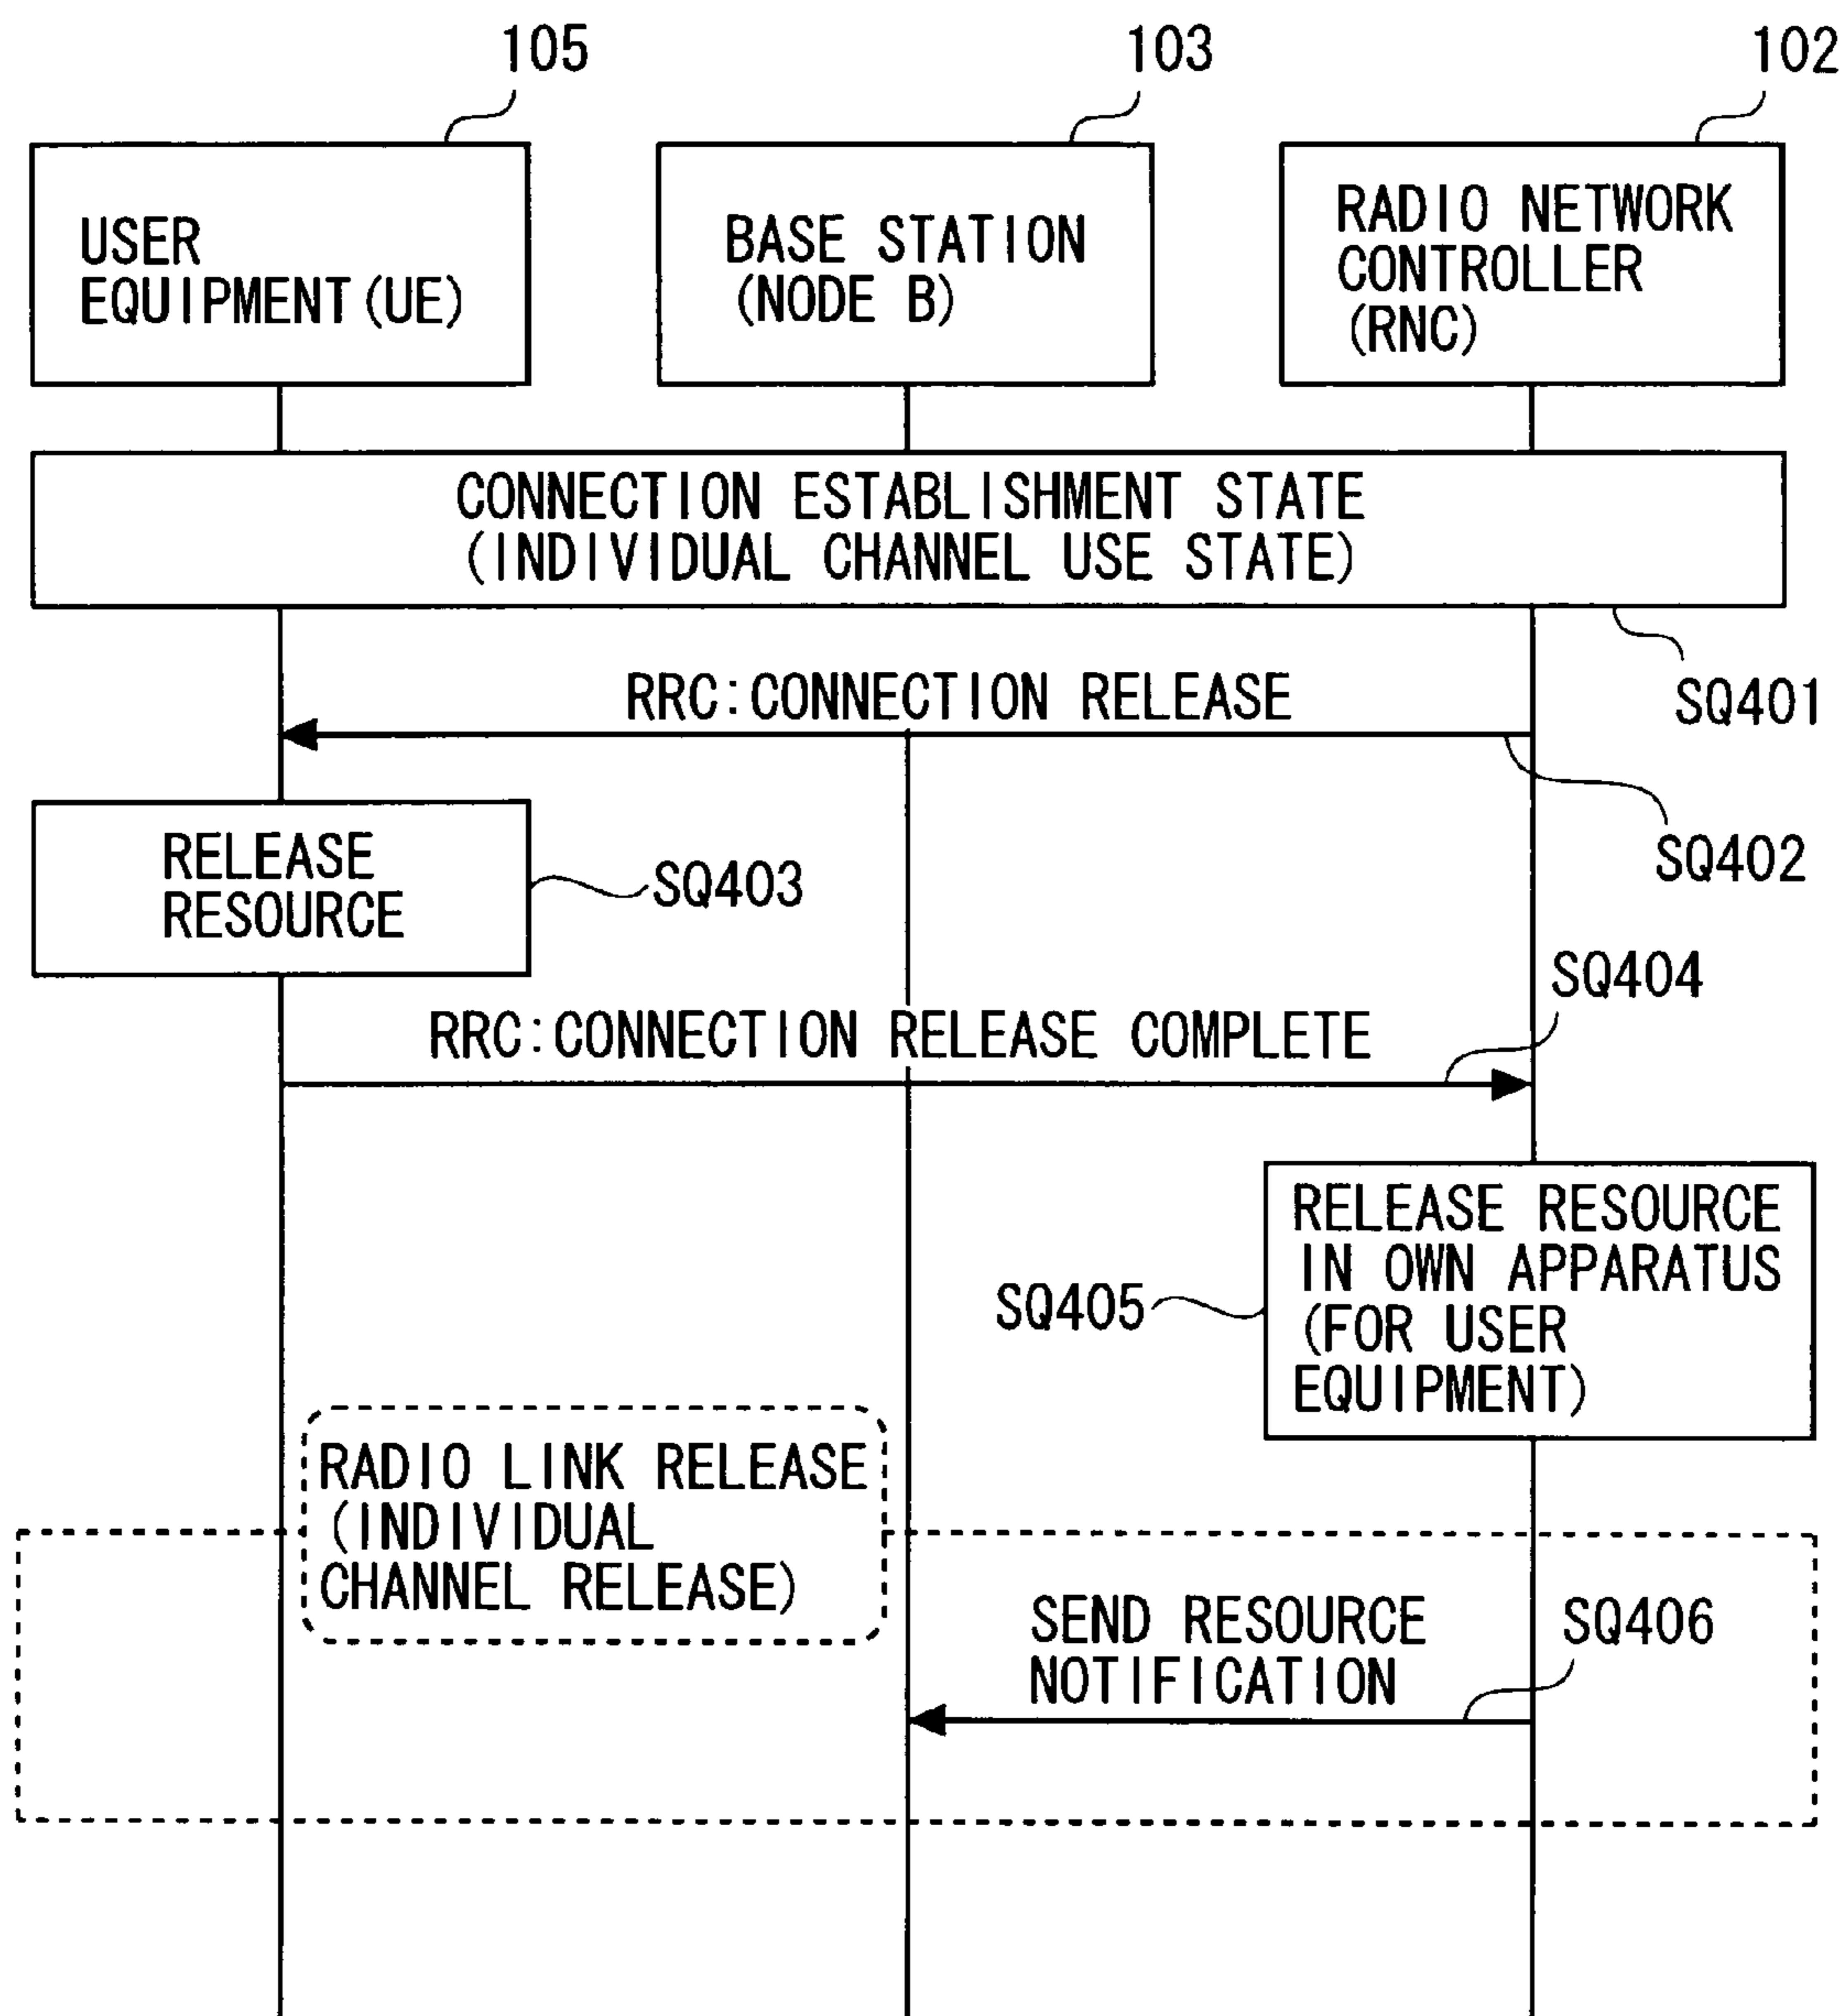 105
103
102
USER
EQUIPMENT(UE)
BASE STATION
(NODE B)
RADIO NETWORK
CONTROLLER
(RNC)
CONNECTION ESTABLISHMENT STATE
(INDIVIDUAL CHANNEL USE STATE)
SQ401
RRC:CONNECTION RELEASE
SQ402
RELEASE
RESOURCE
SQ403
SQ404
RRC:CONNECTION RELEASE COMPLETE
RELEASE RESOURCE
IN OWN APPARATUS
(FOR USER
EQUIPMENT)
SQ405
RADIO LINK RELEASE
(INDIVIDUAL
CHANNEL RELEASE)
SEND RESOURCE
NOTIFICATION
SQ406